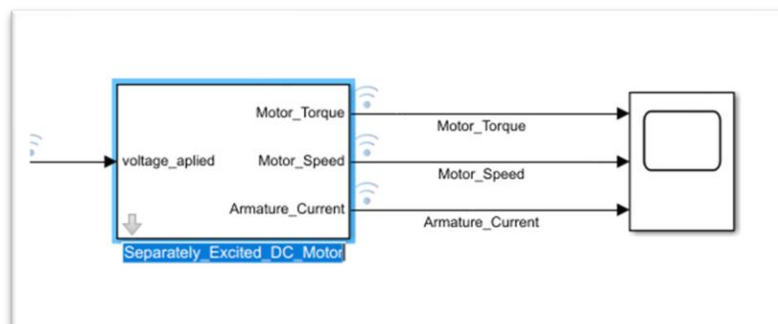 Motor_Torque
Motor_Torque
voltage_aplied
Motor_Speed
Motor_Speed
Armature_Current
Armature_Current
Separately_Excited_DC_Motor